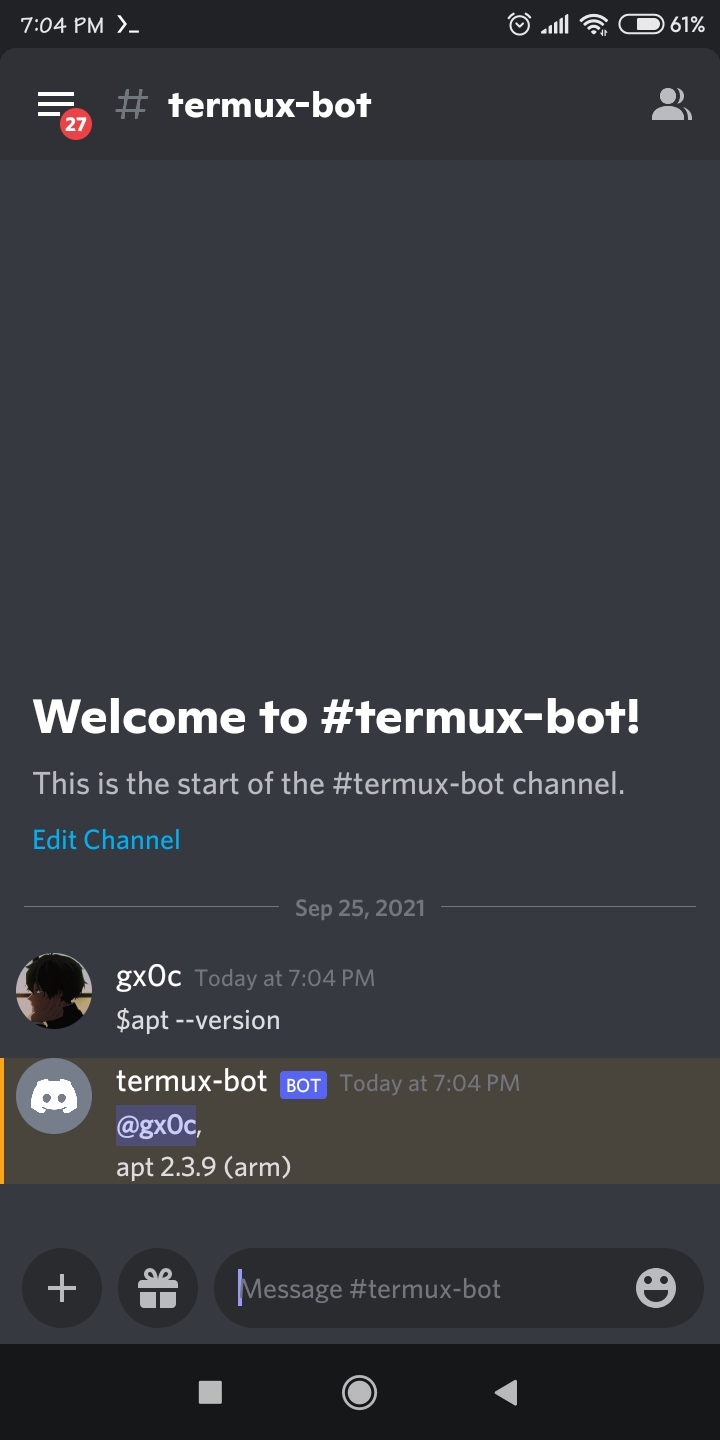 7:04 PM
61%
27
# termux-bot
Welcome to #termux-bot!
This is the start of the #termux-bot channel.
Edit Channel
Sep 25, 2021
gx0c Today at 7:04 PM
$apt --version
termux-bot BOT Today at 7:04 PM
@gx0c,
apt 2.3.9 (arm)
Message #termux-bot